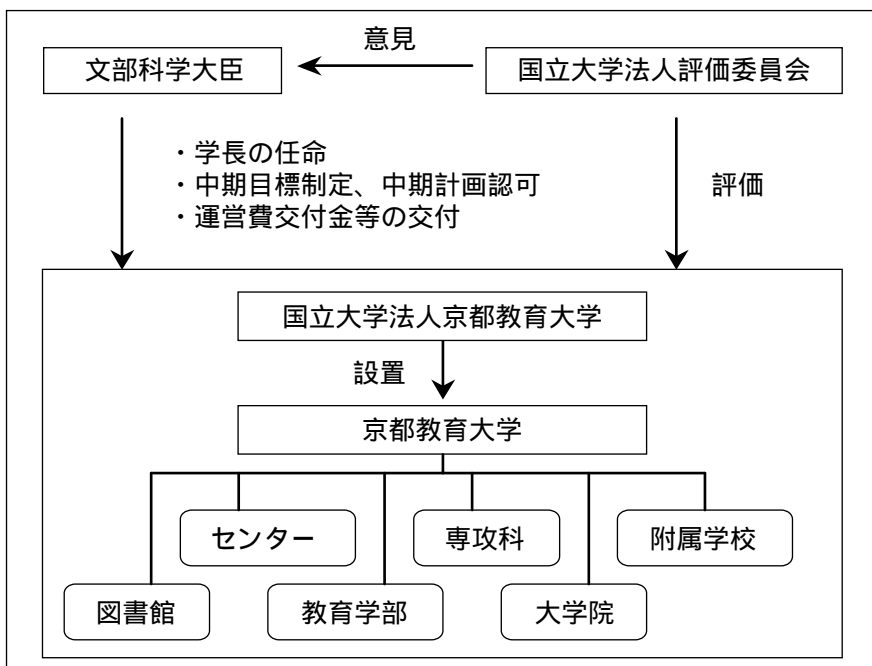 意見
文部科学大臣
国立大学法人評価委員会
・学長の任命
・中期目標制定、中期計画認可
・運営費交付金等の交付
評価
国立大学法人京都教育大学
設置
京都教育大学
センター
専攻科
附属学校
図書館
教育学部
大学院